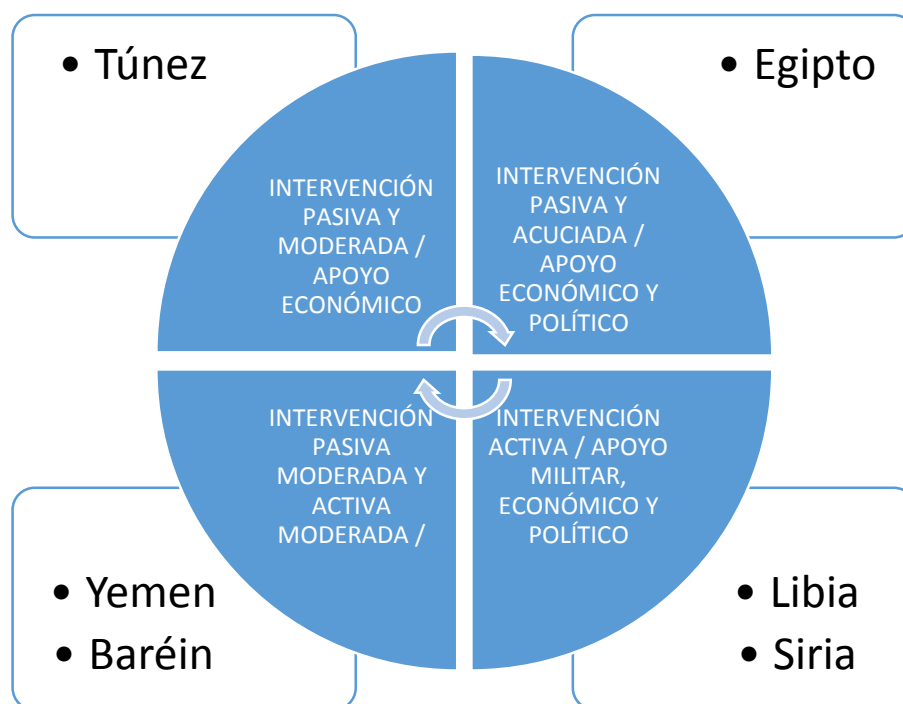 • Túnez
• Egipto
INTERVENCIÓN
PASIVA Y
MODERADA /
APOYO
ECONÓMICO
INTERVENCIÓN
PASIVA Y
ACUCIADA /
APOYO
ECONÓMICO Y
POLÍTICO
INTERVENCIÓN
PASIVA
MODERADA Y
ACTIVA
MODERADA /
INTERVENCIÓN
ACTIVA / APOYO
MILITAR,
ECONÓMICO Y
POLÍTICO
• Yemen
• Baréin
• Libia
• Siria